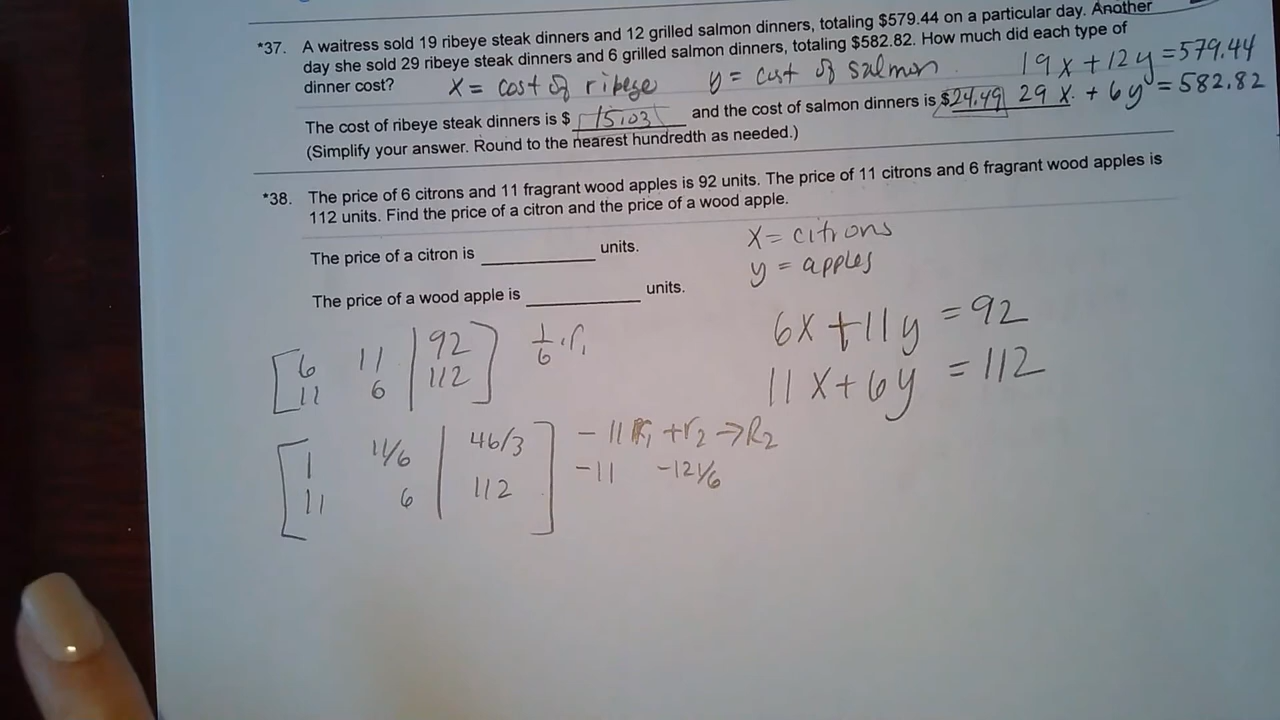 *37. A waitress sold 19 ribeye steak dinners and 12 grilled salmon dinners, totaling $579.44 on a particular day. Another
day she sold 29 ribeye steak dinners and 6 grilled salmon dinners, totaling $582.82. How much did each type of
dinner cost? x = cost of ribeye y = cost of salmon 19x + 12y = 579.44
The cost of ribeye steak dinners is $ 15.03 and the cost of salmon dinners is $24.49 29x + 6y = 582.82
(Simplify your answer. Round to the nearest hundredth as needed.)
*38. The price of 6 citrons and 11 fragrant wood apples is 92 units. The price of 11 citrons and 6 fragrant wood apples is
112 units. Find the price of a citron and the price of a wood apple.
The price of a citron is ____ units. x = citrons
y = apples
The price of a wood apple is ____ units.
6x + 11y = 92
11x + 6y = 112
[ 6 11 | 92 ] 1/6 · r₁
[ 11 6 | 112 ]
[ 1 11/6 | 46/3 ] -11 r₁ + r₂ → R₂
[ 11 6 | 112 ] -11 -121/6